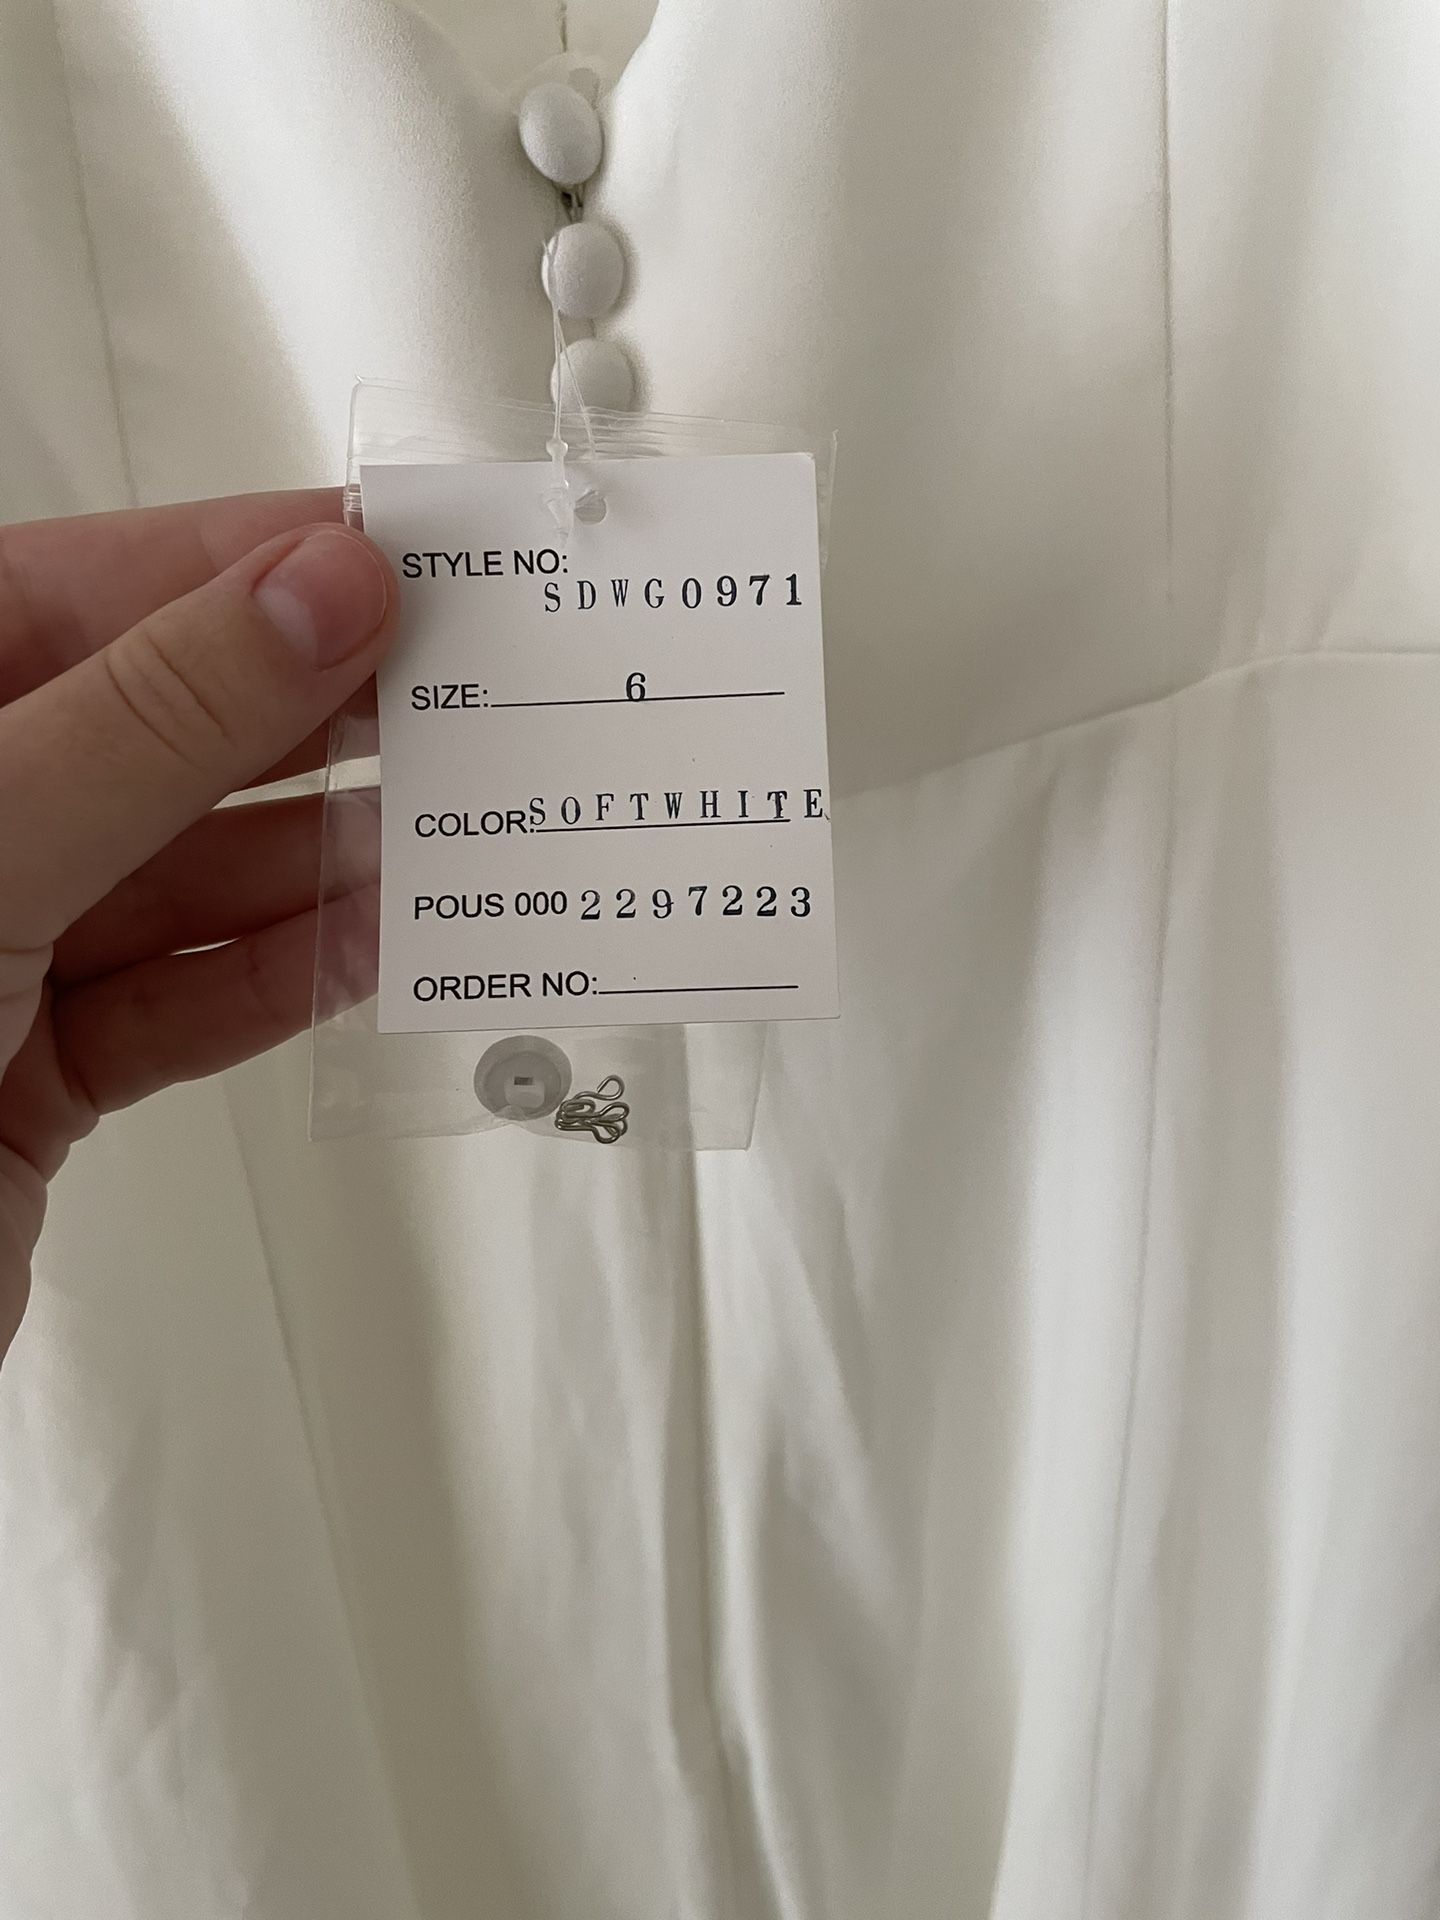 STYLE NO:
SDWG0971
SIZE: 6
COLOR: SOFTWHITE
POUS 000 2297223
ORDER NO: